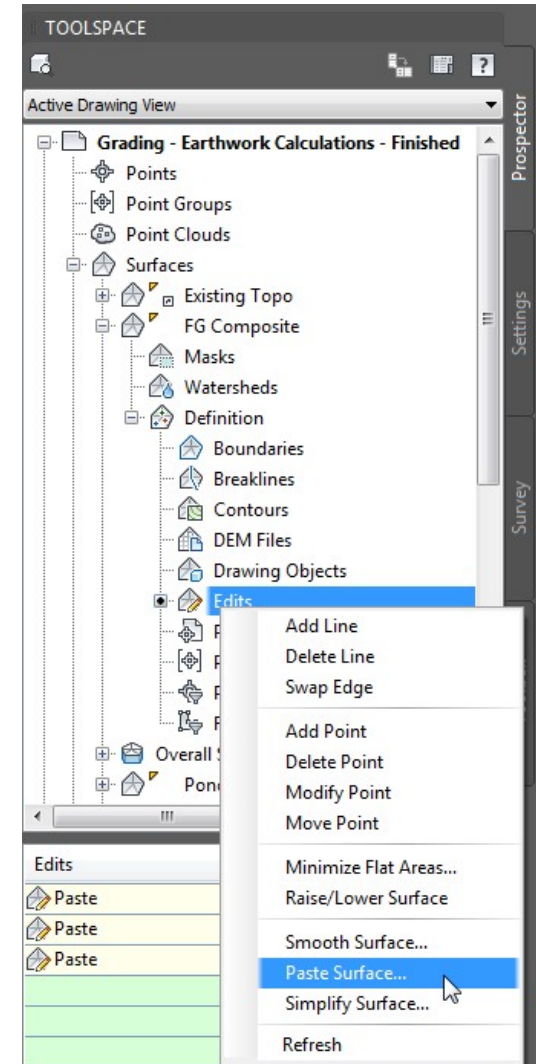 TOOLSPACE
?
Active Drawing View
Grading - Earthwork Calculations - Finished
Points
Point Groups
Point Clouds
Surfaces
Existing Topo
FG Composite
Masks
Watersheds
Definition
Boundaries
Breaklines
Contours
DEM Files
Drawing Objects
Edits
Overall
Prospector
Settings
Survey
Add Line
Delete Line
Swap Edge
Add Point
Delete Point
Modify Point
Move Point
Minimize Flat Areas...
Raise/Lower Surface
Smooth Surface...
Paste Surface...
Simplify Surface...
Refresh
Edits
Paste
Paste
Paste